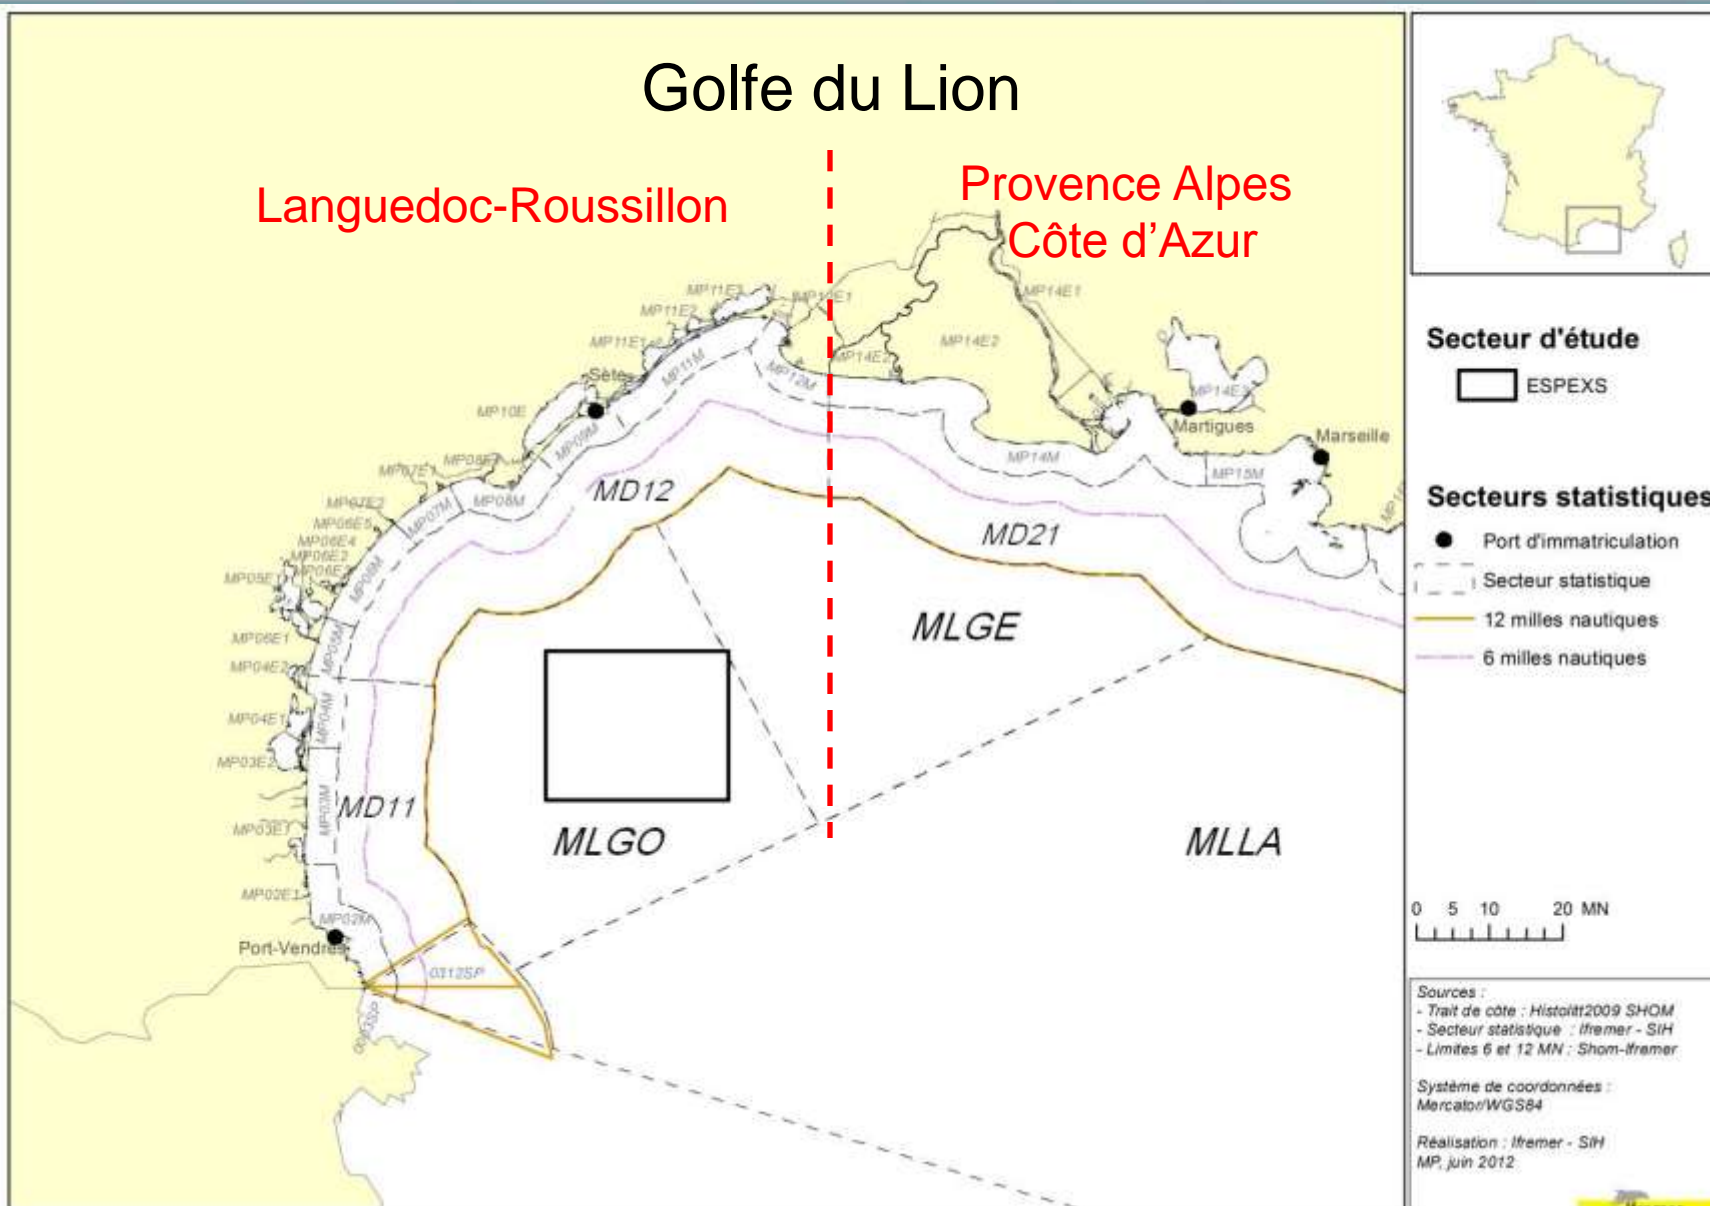 Golfe du Lion
Languedoc-Roussillon
Provence Alpes
Côte d'Azur
MP11E3
MP11E2
MP11E1
MP14E1
MP14E2
MP14E2
MP11M
MP12M
Sète
MP10E
MP09M
Martigues
Marseille
MP14M
MP15M
MP07E1
MP08M
MP07E2
MP07M
MP06E5
MP06E4
MP06E2
MP05E1
MP06M
MP06E1
MP05M
MP04E2
MP04M
MP04E1
MP03E2
MP03M
MP03E1
MP02E1
MP02M
Port-Vendres
0312SP
MD12
MD21
MD11
MLGE
MLGO
MLLA
Secteur d'étude
ESPEXS
Secteurs statistiques
Port d'immatriculation
Secteur statistique
12 milles nautiques
6 milles nautiques
0 5 10 20 MN
Sources :
- Trait de côte : Histolitt2009 SHOM
- Secteur statistique : Ifremer - SIH
- Limites 6 et 12 MN : Shom-Ifremer
Système de coordonnées :
Mercator/WGS84
Réalisation : Ifremer - SIH
MP, juin 2012